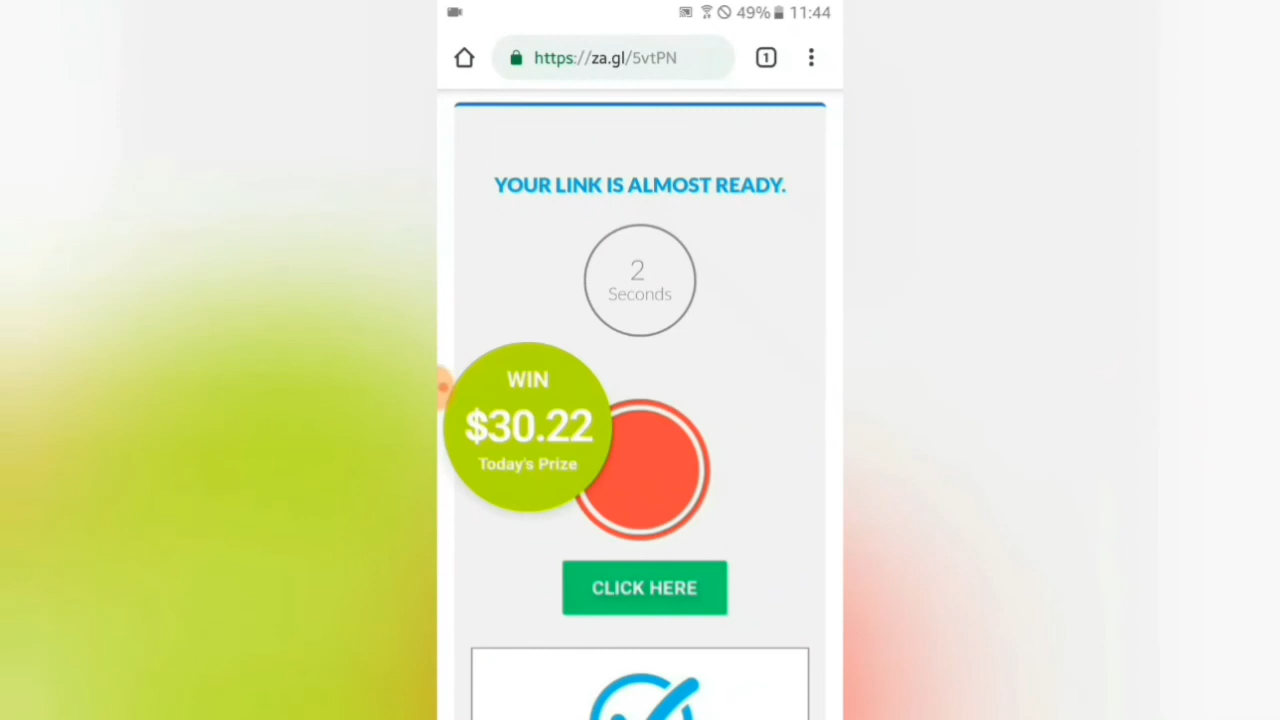 49% 11:44
https://za.gl/5vtPN
1
YOUR LINK IS ALMOST READY.
2
Seconds
WIN
$30.22
Today's Prize
CLICK HERE